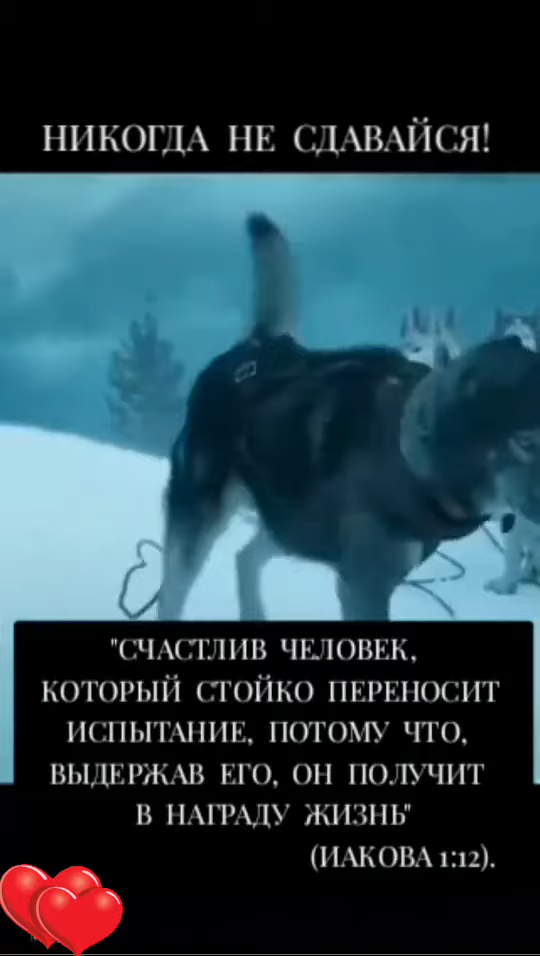 НИКОГДА НЕ СДАВАЙСЯ!
"СЧАСТЛИВ ЧЕЛОВЕК,
КОТОРЫЙ СТОЙКО ПЕРЕНОСИТ
ИСПЫТАНИЕ, ПОТОМУ ЧТО,
ВЫДЕРЖАВ ЕГО, ОН ПОЛУЧИТ
В НАГРАДУ ЖИЗНЬ"
(ИАКОВА 1:12).